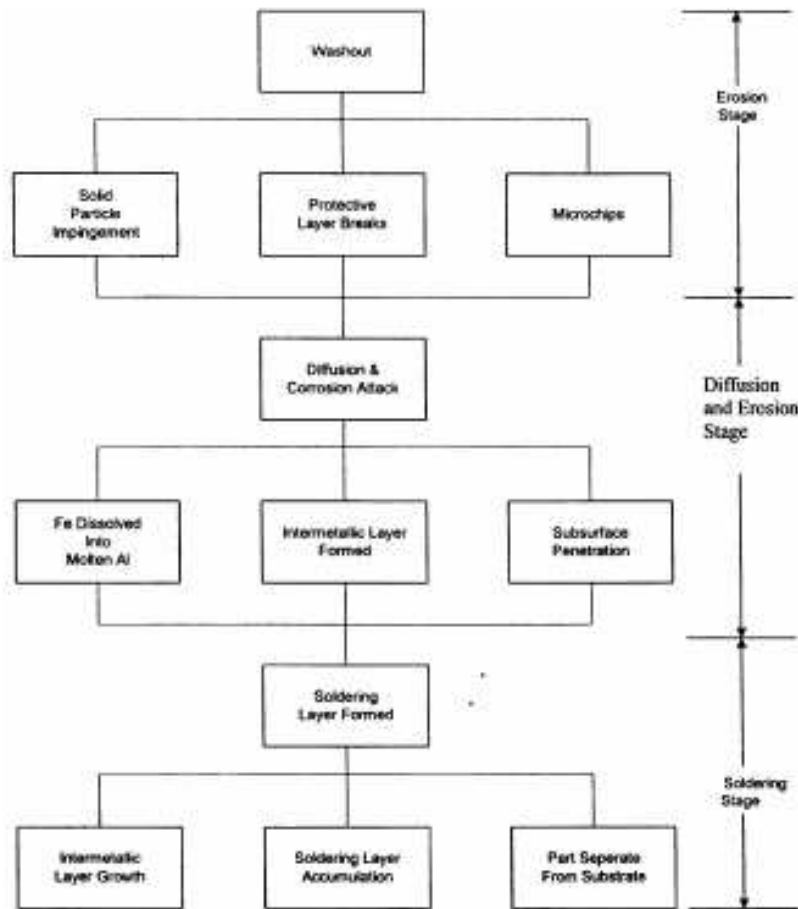 Washout
Erosion
Stage
Solid
Particle
Impingement
Protective
Layer Breaks
Microchips
Diffusion &
Corrosion Attack
Diffusion
and Erosion
Stage
Fe Dissolved
Into
Molten Al
Intermetallic Layer
Formed
Subsurface
Penetration
Soldering
Layer Formed
Soldering
Stage
Intermetallic
Layer Growth
Soldering Layer
Accumulation
Part Seperate
From Substrate